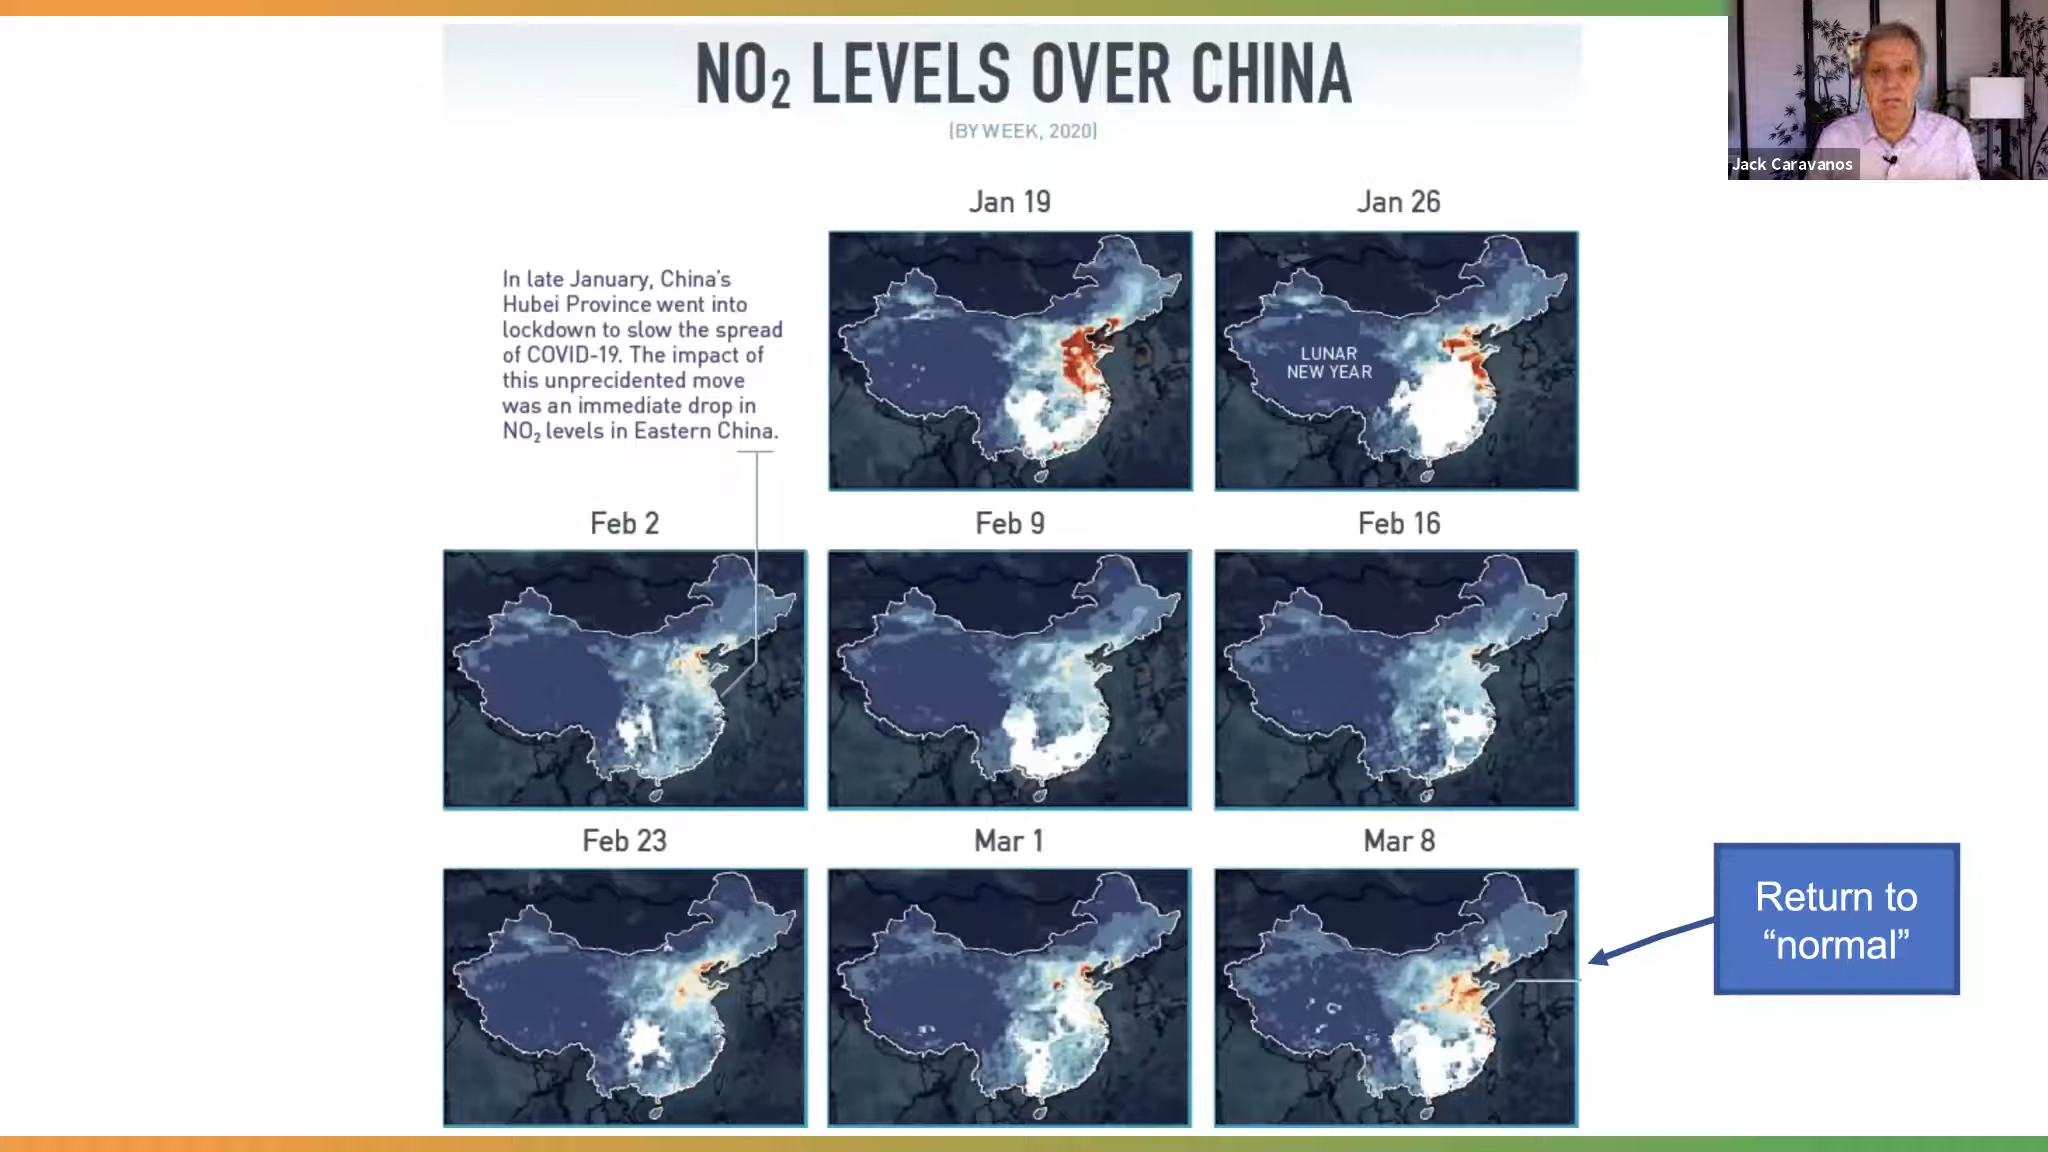 NO₂ LEVELS OVER CHINA
(BY WEEK, 2020)
Jack Caravanos
Jan 19
Jan 26
In late January, China's
Hubei Province went into
lockdown to slow the spread
of COVID-19. The impact of
this unprecidented move
was an immediate drop in
NO₂ levels in Eastern China.
LUNAR
NEW YEAR
Feb 2
Feb 9
Feb 16
Feb 23
Mar 1
Mar 8
Return to
“normal”